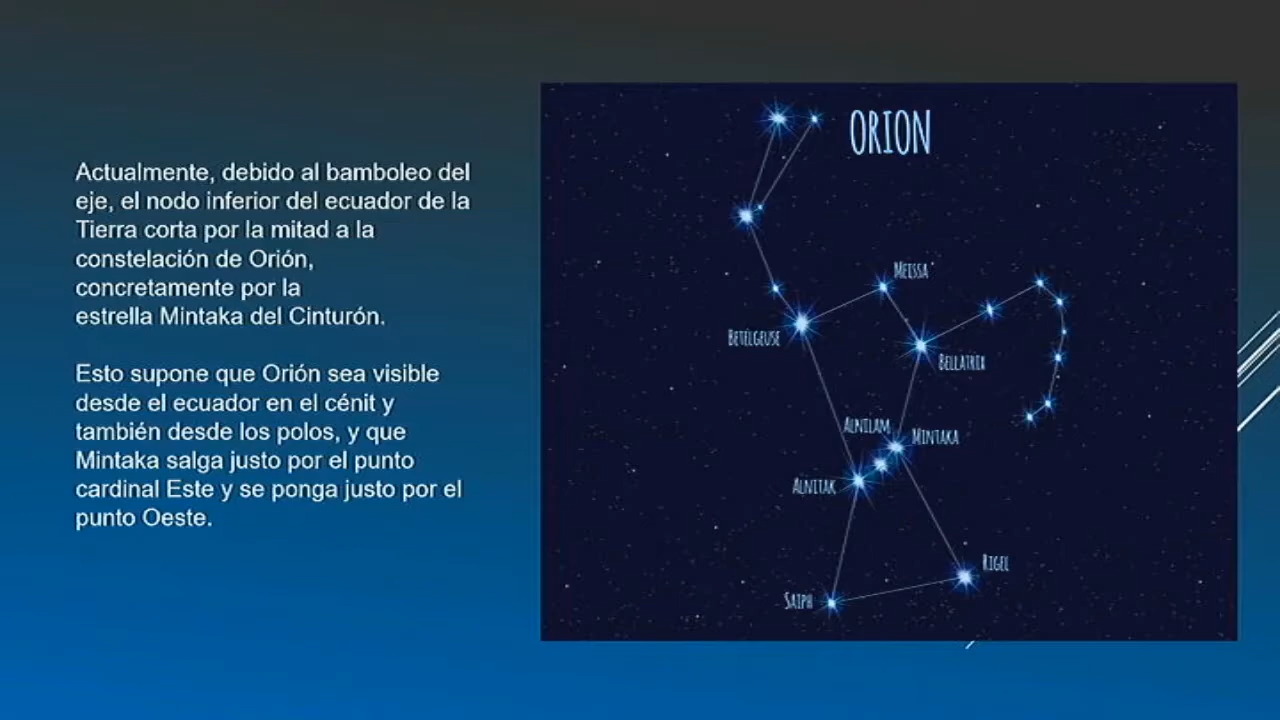 Actualmente, debido al bamboleo del
eje, el nodo inferior del ecuador de la
Tierra corta por la mitad a la
constelación de Orión,
concretamente por la
estrella Mintaka del Cinturón.
Esto supone que Orión sea visible
desde el ecuador en el cénit y
también desde los polos, y que
Mintaka salga justo por el punto
cardinal Este y se ponga justo por el
punto Oeste.
ORION
MEISSA
BETELGEUSE
BELLATRIX
ALNILAM
MINTAKA
ALNITAK
RIGEL
SAIPH